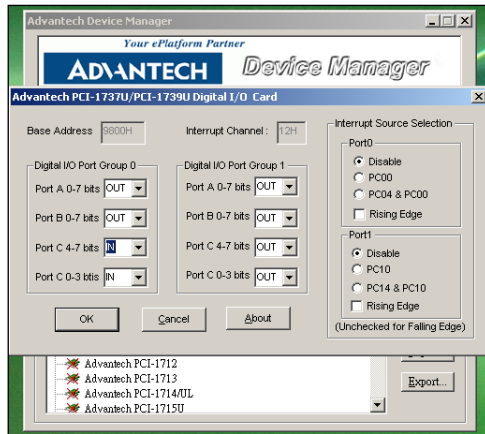 Advantech Device Manager
Your ePlatform Partner
ADVANTECH Device Manager
Advantech PCI-1737U/PCI-1739U Digital I/O Card
Base Address 9800H Interrupt Channel : 12H
Interrupt Source Selection
Port0
Disable
PC00
PC04 & PC00
Rising Edge
Port1
Disable
PC10
PC14 & PC10
Rising Edge
(Unchecked for Falling Edge)
Digital I/O Port Group 0
Port A 0-7 bits OUT
Port B 0-7 bits OUT
Port C 4-7 bits IN
Port C 0-3 btis IN
Digital I/O Port Group 1
Port A 0-7 bits OUT
Port B 0-7 bits OUT
Port C 4-7 bits OUT
Port C 0-3 bits OUT
OK Cancel About
Advantech PCI-1712
Advantech PCI-1713
Advantech PCI-1714/UL
Advantech PCI-1715U
Export...